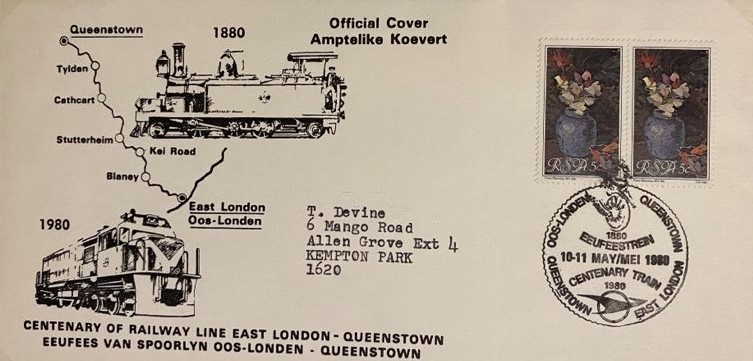 Official Cover
Amptelike Koevert
1880
Queenstown
Tylden
Cathcart
Stutterheim
Kei Road
Blaney
East London
Oos-Londen
1980
RSA 5c
RSA 5c
T. Devine
6 Mango Road
Allen Grove Ext 4
KEMPTON PARK
1620
OOS-LONDEN QUEENSTOWN
1880
EEUFEESTREIN
10-11 MAY/MEI 1980
CENTENARY TRAIN
1980
QUEENSTOWN EAST LONDON
CENTENARY OF RAILWAY LINE EAST LONDON - QUEENSTOWN
EEUFEES VAN SPOORLYN OOS-LONDEN - QUEENSTOWN